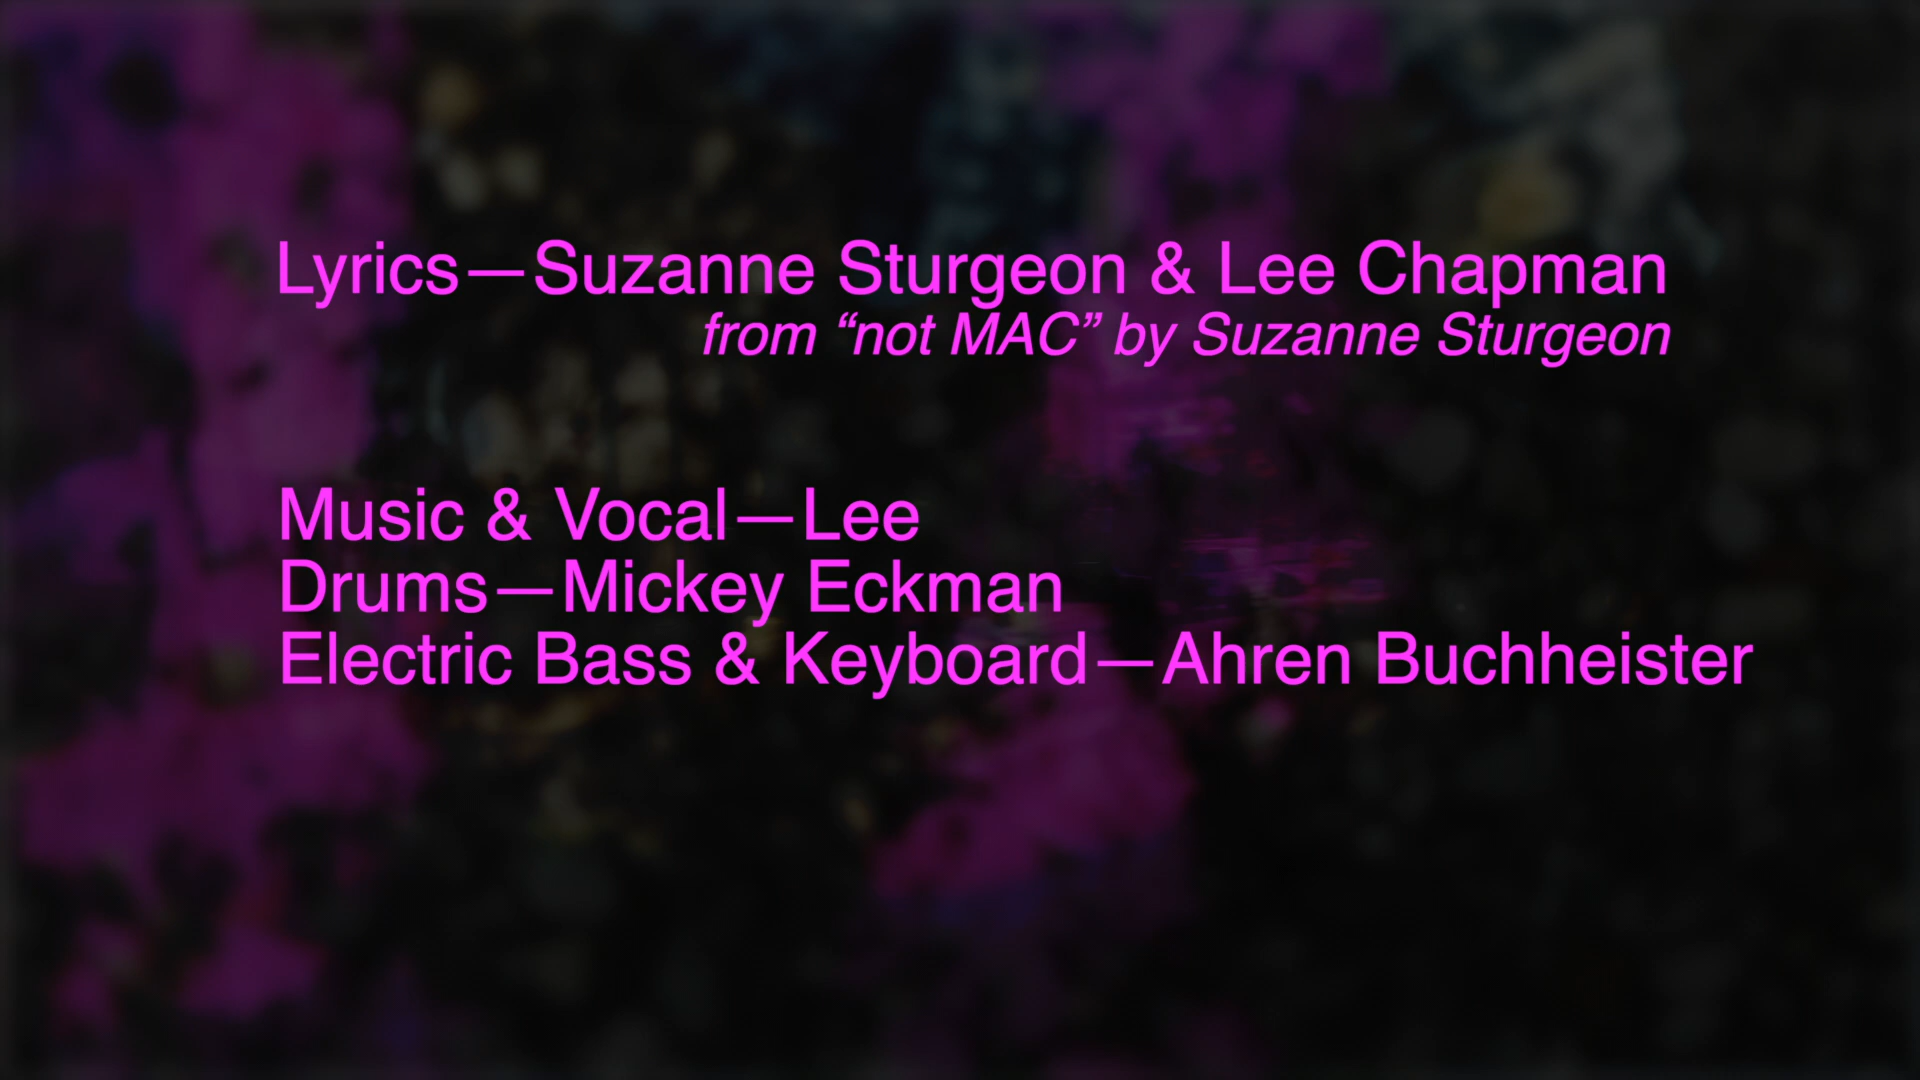 Lyrics—Suzanne Sturgeon & Lee Chapman
from “not MAC” by Suzanne Sturgeon
Music & Vocal—Lee
Drums—Mickey Eckman
Electric Bass & Keyboard—Ahren Buchheister